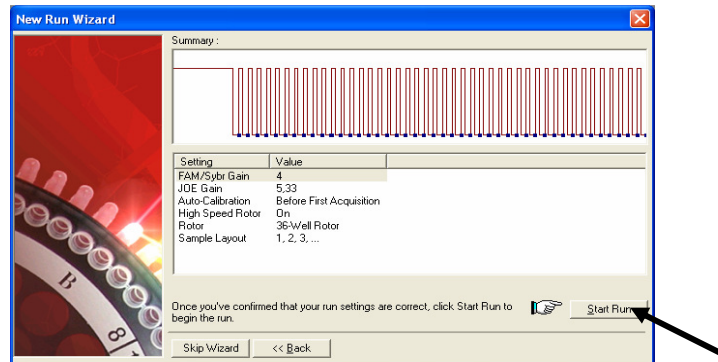 New Run Wizard
Summary :
Setting Value
FAM/Sybr Gain 4
JOE Gain 5,33
Auto-Calibration Before First Acquisition
High Speed Rotor On
Rotor 36-Well Rotor
Sample Layout 1, 2, 3, ...
Once you've confirmed that your run settings are correct, click Start Run to
begin the run.
Start Run
Skip Wizard << Back
B
8